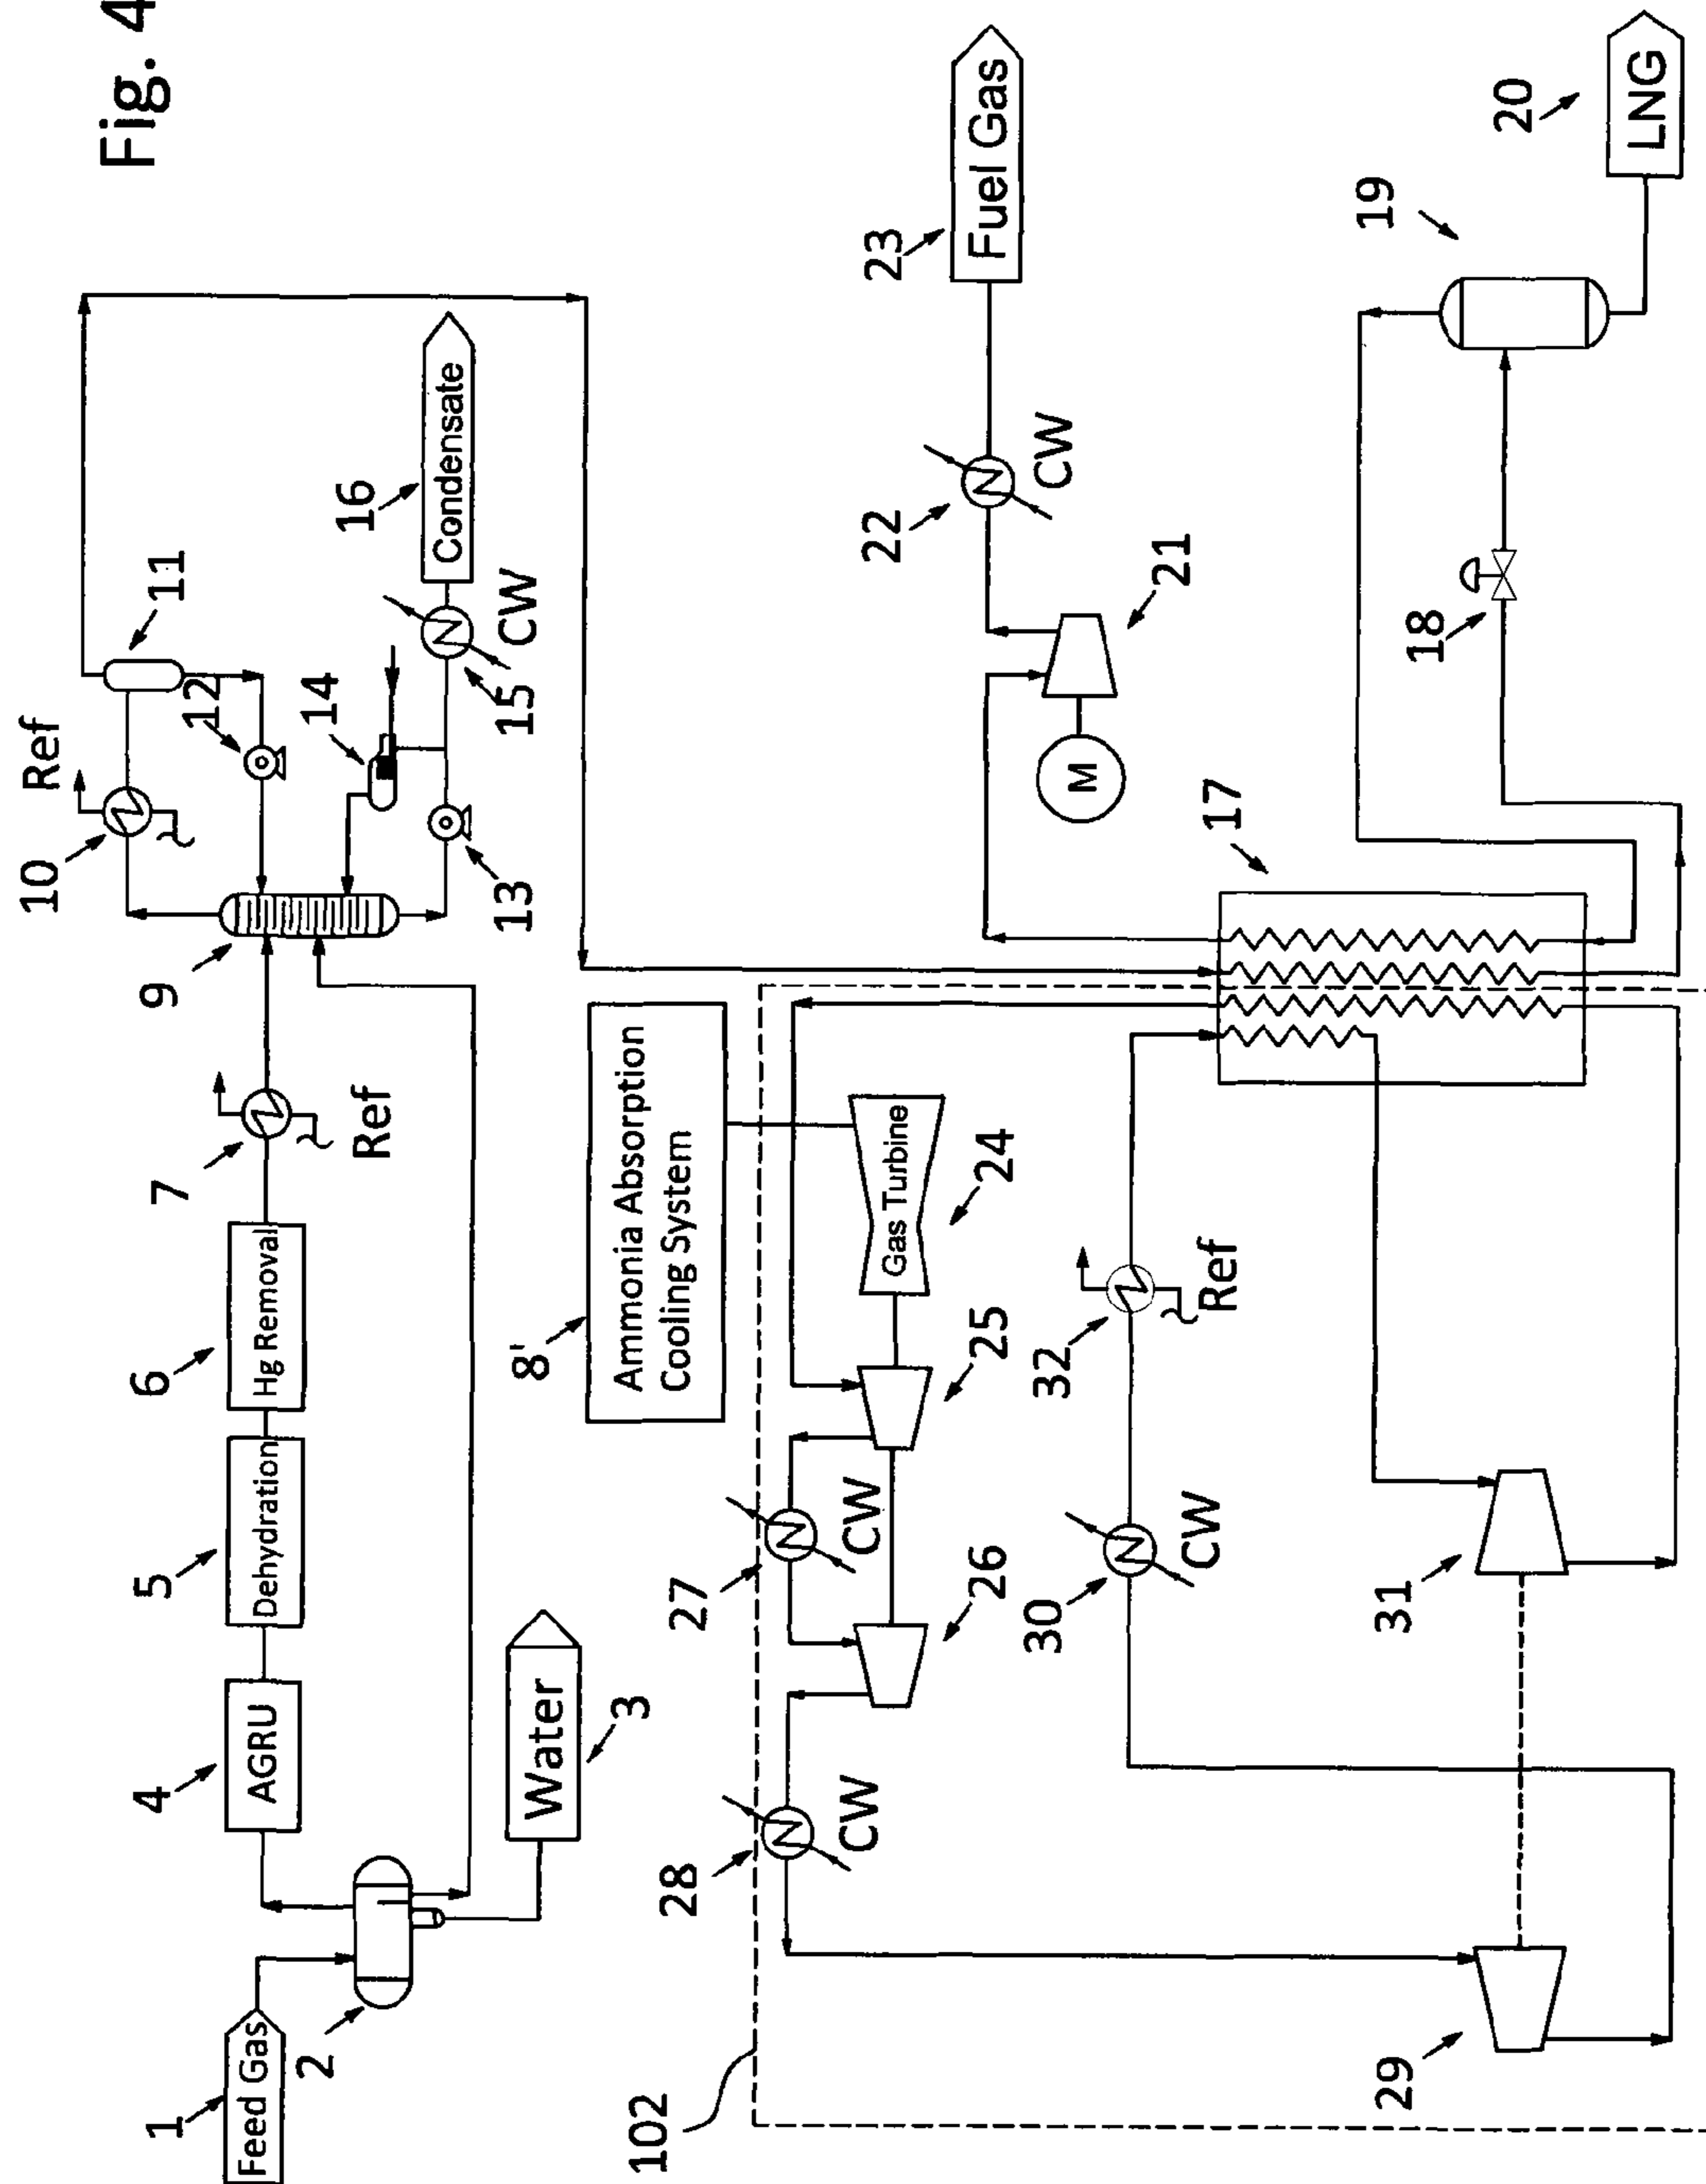 Fig. 4
10
Ref
1
4
5
6
7
9
11
12
Feed Gas
AGRU
Dehydration
Hg Removal
2
14
16
Ref
Condensate
13
15
CW
Water
3
8'
Ammonia Absorption
Cooling System
102
28
27
CW
CW
Gas Turbine
26
25
24
22
23
Fuel Gas
CW
M
21
30
32
CW
Ref
17
29
31
18
19
20
LNG